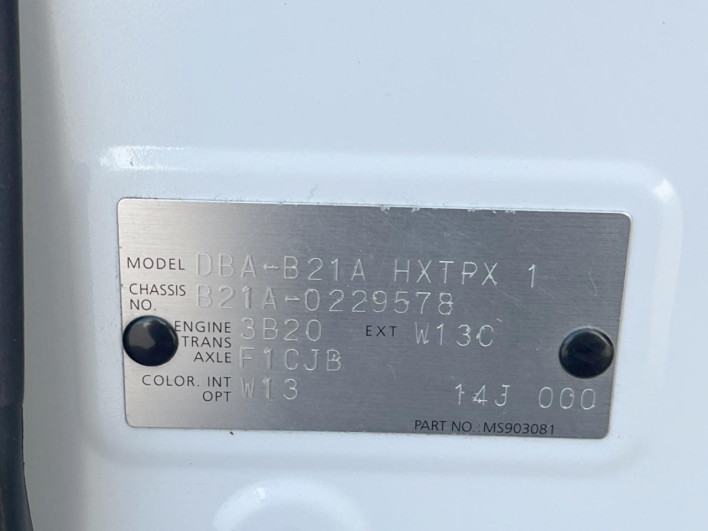 MODEL DBA-B21A HXTPX 1
CHASSIS NO. B21A-0229578
ENGINE 3B20 EXT W13C
TRANS AXLE F1CJB
COLOR. INT OPT W13 14J 000
PART NO.: MS903081